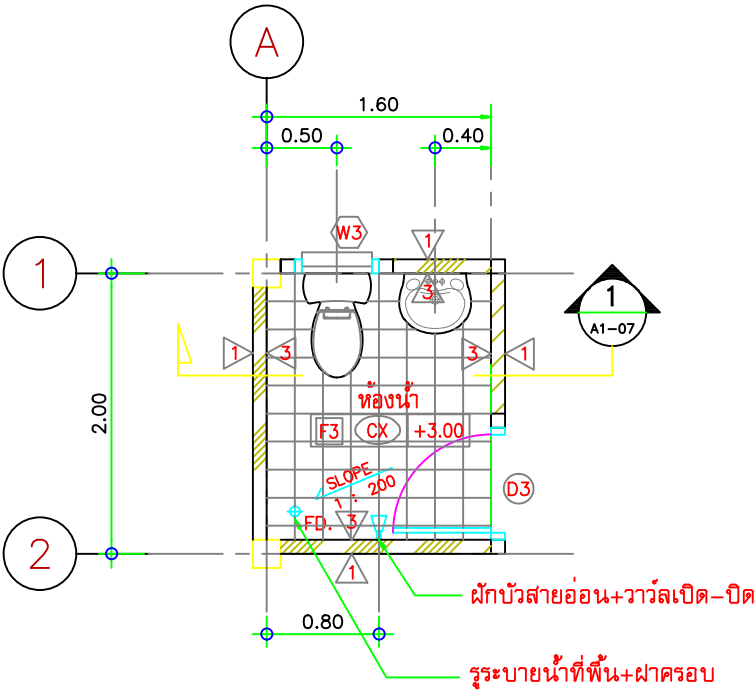 A
1.60
0.50
0.40
W3
1
1
3
1
A1-07
1
3
3
1
2.00
ห้องน้ำ
F3
CX
+3.00
SLOPE
1 : 200
D3
FD.
3
2
1
ฝักบัวสายอ่อน+วาว์ลเปิด-ปิด
0.80
รูระบายน้ำที่พื้น+ฝาครอบ